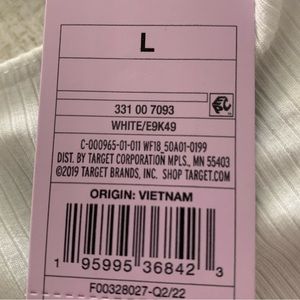 L
331 00 7093
WHITE/E9K49
C-000965-01-011 WF18_50A01-0199
DIST. BY TARGET CORPORATION MPLS., MN 55403
©2019 TARGET BRANDS, INC. SHOP TARGET.COM
ORIGIN: VIETNAM
1 95995 36842 3
F00328027-Q2/22